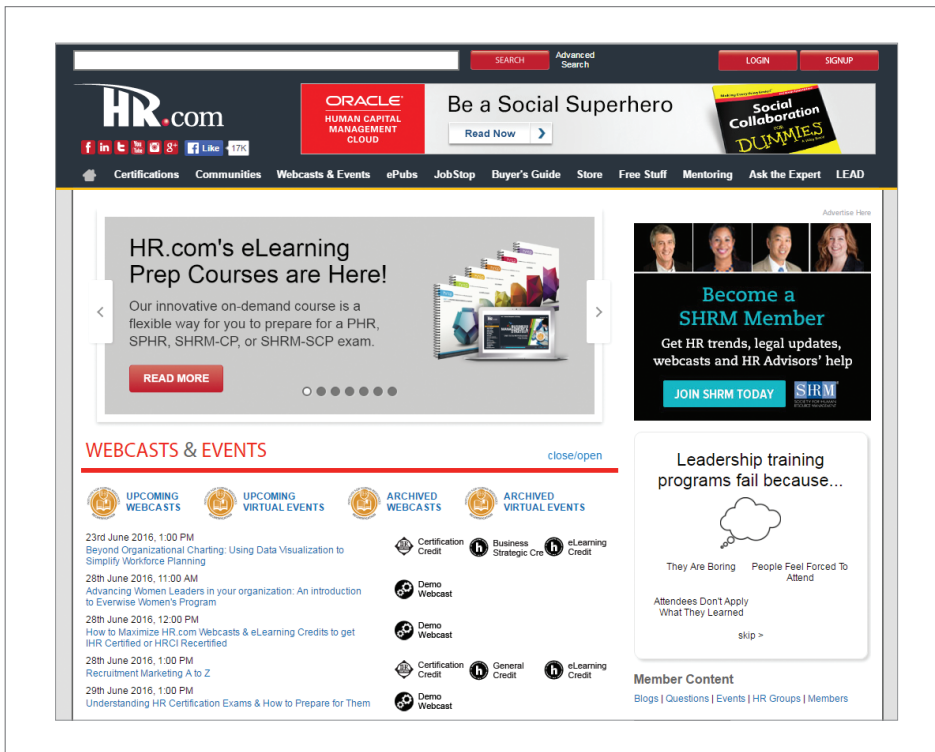 SEARCH
Advanced
Search
LOGIN
SIGNUP
HR.com
ORACLE
HUMAN CAPITAL
MANAGEMENT
CLOUD
Be a Social Superhero
Read Now
Making Everything Easier!
Social
Collaboration
FOR
DUMMIES
A Wiley Brand
Like 17K
Certifications Communities Webcasts & Events ePubs JobStop Buyer's Guide Store Free Stuff Mentoring Ask the Expert LEAD
Advertise Here
HR.com's eLearning
Prep Courses are Here!
Our innovative on-demand course is a
flexible way for you to prepare for a PHR,
SPHR, SHRM-CP, or SHRM-SCP exam.
READ MORE
Become a
SHRM Member
Get HR trends, legal updates,
webcasts and HR Advisors' help
JOIN SHRM TODAY
SHRM
SOCIETY FOR HUMAN
RESOURCE MANAGEMENT
WEBCASTS & EVENTS
close/open
UPCOMING
WEBCASTS
UPCOMING
VIRTUAL EVENTS
ARCHIVED
WEBCASTS
ARCHIVED
VIRTUAL EVENTS
23rd June 2016, 1:00 PM
Beyond Organizational Charting: Using Data Visualization to
Simplify Workforce Planning
Certification
Credit
Business
Strategic Cre
eLearning
Credit
28th June 2016, 11:00 AM
Advancing Women Leaders in your organization: An introduction
to Everwise Women's Program
Demo
Webcast
28th June 2016, 12:00 PM
How to Maximize HR.com Webcasts & eLearning Credits to get
IHR Certified or HRCI Recertified
Demo
Webcast
28th June 2016, 1:00 PM
Recruitment Marketing A to Z
Certification
Credit
General
Credit
eLearning
Credit
29th June 2016, 1:00 PM
Understanding HR Certification Exams & How to Prepare for Them
Demo
Webcast
Leadership training
programs fail because...
They Are Boring
People Feel Forced To
Attend
Attendees Don't Apply
What They Learned
skip >
Member Content
Blogs | Questions | Events | HR Groups | Members